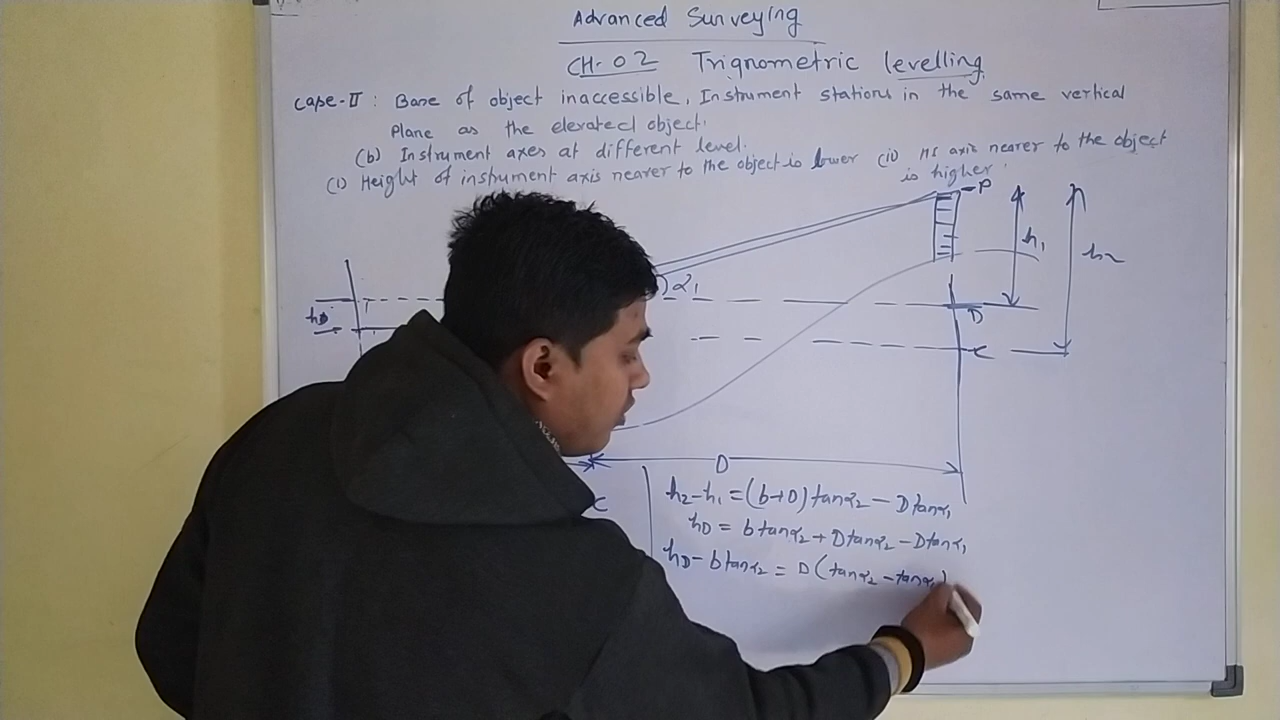 Advanced Surveying
CH-02 Trignometric levelling
Case-II : Base of object inaccessible, Instrument stations in the same vertical
Plane as the elevated object.
(b) Instrument axes at different level.
(i) Height of instrument axis nearer to the object is lower (ii) HI axis nearer to the object
is higher.
P
h₁
h₂
α₁
hD
D
C
D
C
h₂-h₁ = (b+D) tanα₂ - D tanα₁
hD = b tanα₂ + D tanα₂ - D tanα₁
hD - b tanα₂ = D (tanα₂ - tanα₁)